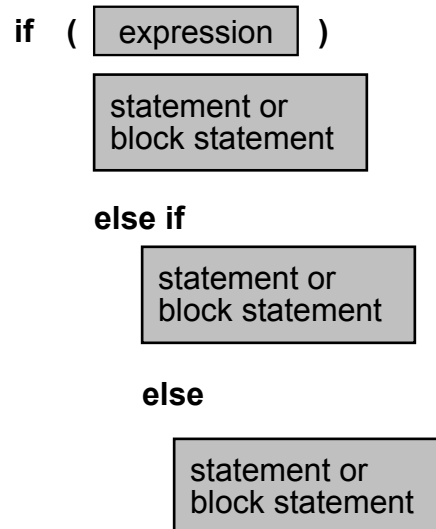 if ( expression )
statement or
block statement
else if
statement or
block statement
else
statement or
block statement